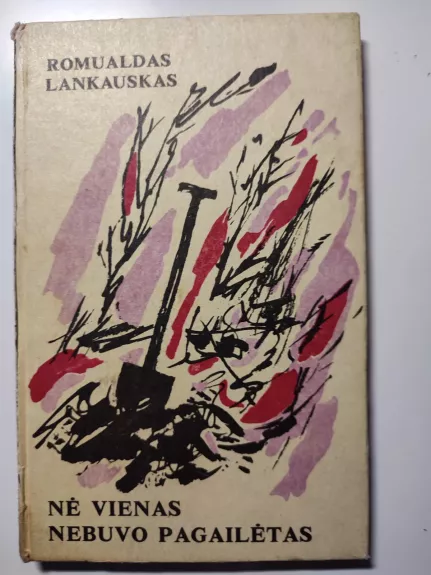 ROMUALDAS
LANKAUSKAS
NĖ VIENAS
NEBUVO PAGAILĖTAS